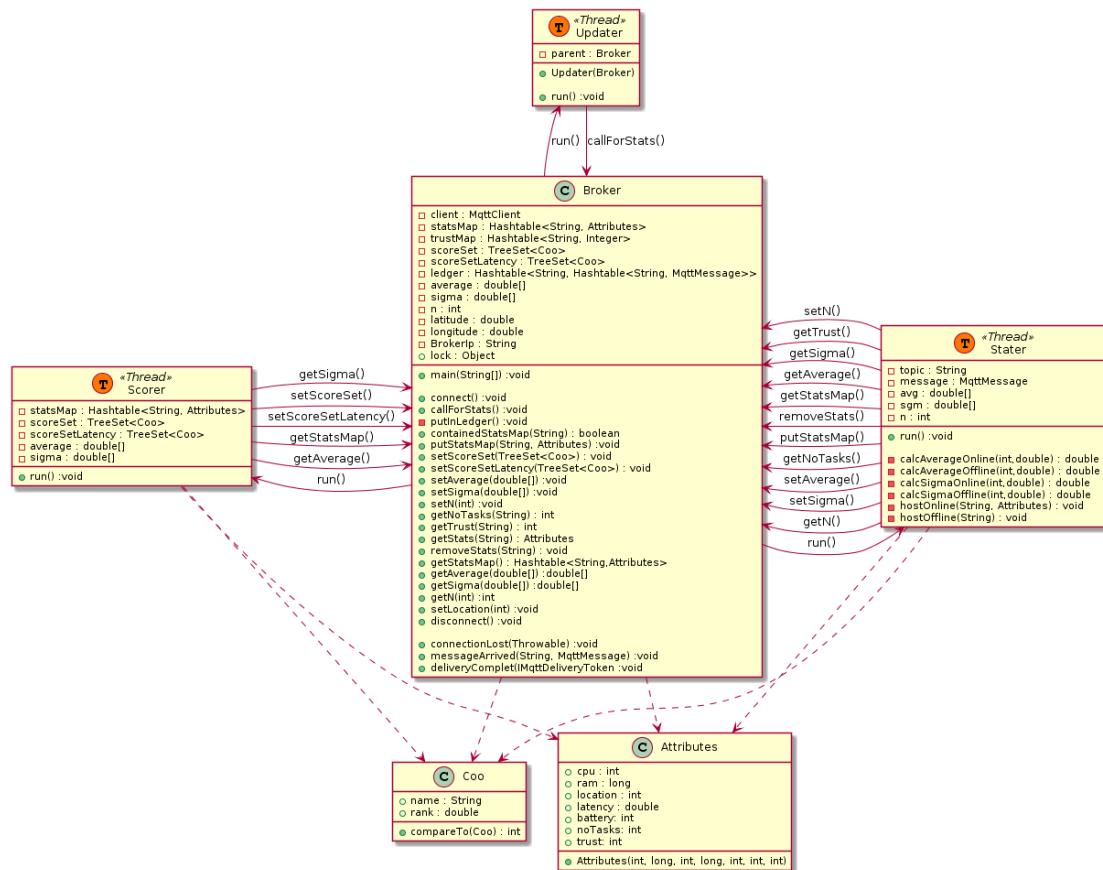 T
«Thread»
Updater
parent : Broker
Updater(Broker)
run() :void
run()
callForStats()
C
Broker
client : MqttClient
statsMap : Hashtable<String, Attributes>
trustMap : Hashtable<String, Integer>
scoreSet : TreeSet<Coo>
scoreSetLatency : TreeSet<Coo>
ledger : Hashtable<String, Hashtable<String, MqttMessage>>
average : double[]
sigma : double[]
n : int
latitude : double
longitude : double
BrokerIp : String
lock : Object
main(String[]) :void
connect() :void
callForStats() :void
putInLedger() :void
containedStatsMap(String) : boolean
putStatsMap(String, Attributes) : void
setScoreSet(TreeSet<Coo>) : void
setScoreSetLatency(TreeSet<Coo>) : void
setAverage(double[]) : void
setSigma(double[]) : void
setN(int) : void
getNoTasks(String) : int
getTrust(String) : int
getStats(String) : Attributes
removeStats(String) : void
getStatsMap() : Hashtable<String,Attributes>
getAverage(double[]) :double[]
getSigma(double[]) :double[]
getN(int) :int
setLocation(int) :void
disconnect() :void
connectionLost(Throwable) :void
messageArrived(String, MqttMessage) :void
deliveryComplet(IMqttDeliveryToken :void
T
«Thread»
Scorer
statsMap : Hashtable<String, Attributes>
scoreSet : TreeSet<Coo>
scoreSetLatency : TreeSet<Coo>
average : double[]
sigma : double[]
run() :void
getSigma()
setScoreSet()
setScoreSetLatency()
getStatsMap()
getAverage()
run()
setN()
getTrust()
getSigma()
getAverage()
getStatsMap()
removeStats()
putStatsMap()
getNoTasks()
setAverage()
setSigma()
getN()
run()
T
«Thread»
Stater
topic : String
message : MqttMessage
avg : double[]
sgm : double[]
n : int
run() :void
calcAverageOnline(int,double) : double
calcAverageOffline(int,double) : double
calcSigmaOnline(int,double) : double
calcSigmaOffline(int,double) : double
hostOnline(String, Attributes) : void
hostOffline(String) : void
C
Coo
name : String
rank : double
compareTo(Coo) : int
C
Attributes
cpu : int
ram : long
location : int
latency : double
battery: int
noTasks: int
trust: int
Attributes(int, long, int, long, int, int, int)